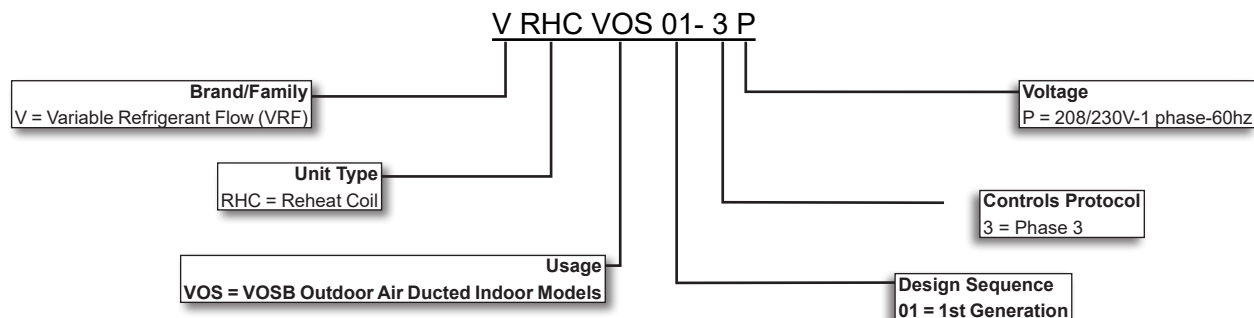 V RHC VOS 01- 3 P
Brand/Family
V = Variable Refrigerant Flow (VRF)
Voltage
P = 208/230V-1 phase-60hz
Unit Type
RHC = Reheat Coil
Controls Protocol
3 = Phase 3
Usage
VOS = VOSB Outdoor Air Ducted Indoor Models
Design Sequence
01 = 1st Generation